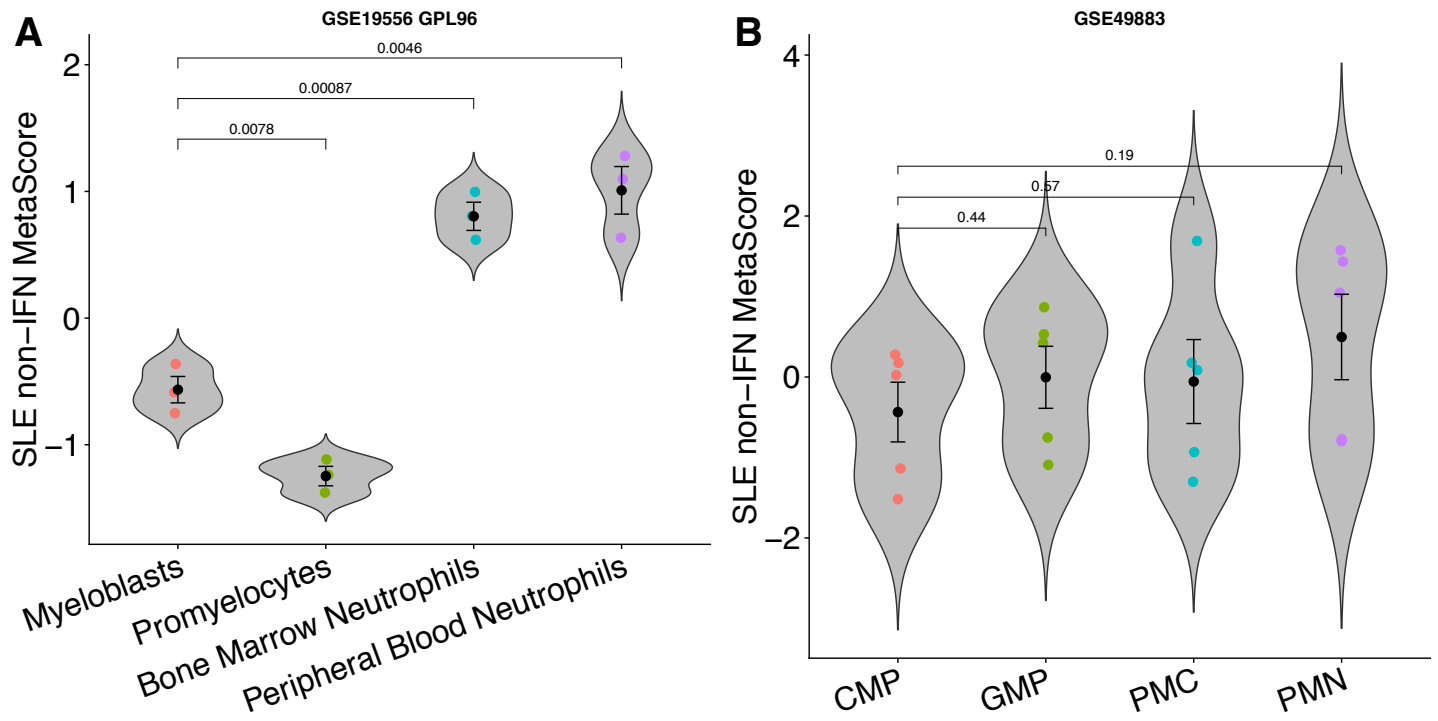 A
GSE19556 GPL96
SLE non−IFN MetaScore
2
1
0
−1
0.0046
0.00087
0.0078
Myeloblasts
Promyelocytes
Bone Marrow Neutrophils
Peripheral Blood Neutrophils
B
GSE49883
SLE non−IFN MetaScore
4
2
0
−2
0.19
0.57
0.44
CMP
GMP
PMC
PMN